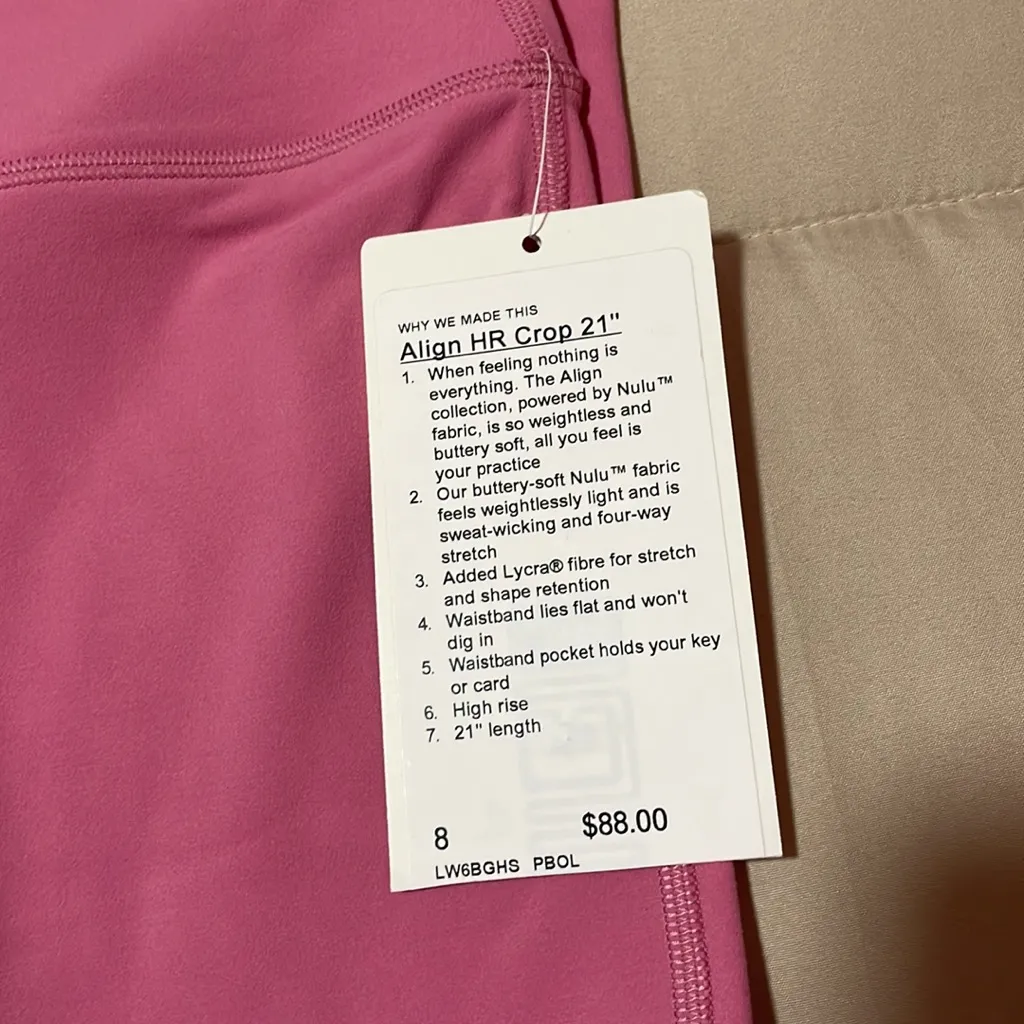 WHY WE MADE THIS
Align HR Crop 21"
1. When feeling nothing is
everything. The Align
collection, powered by Nulu™
fabric, is so weightless and
buttery soft, all you feel is
your practice
2. Our buttery-soft Nulu™ fabric
feels weightlessly light and is
sweat-wicking and four-way
stretch
3. Added Lycra® fibre for stretch
and shape retention
4. Waistband lies flat and won't
dig in
5. Waistband pocket holds your key
or card
6. High rise
7. 21" length
8 $88.00
LW6BGHS PBOL